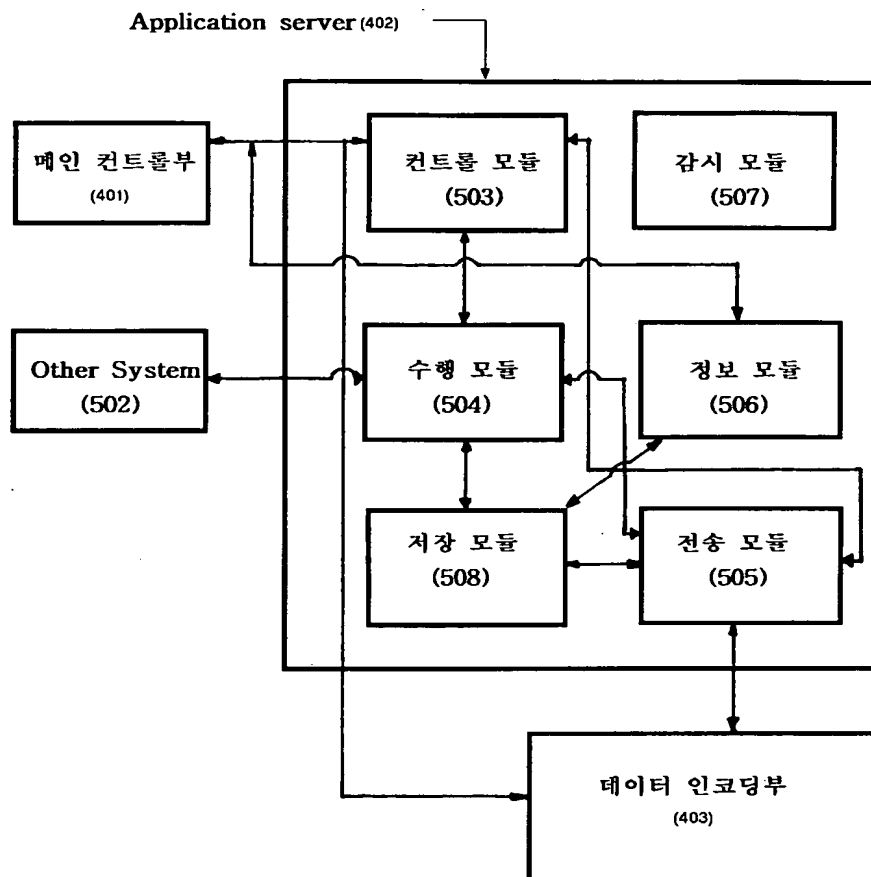 Application server (402)
메인 컨트롤부
(401)
컨트롤 모듈
(503)
감시 모듈
(507)
Other System
(502)
수행 모듈
(504)
정보 모듈
(506)
저장 모듈
(508)
전송 모듈
(505)
데이터 인코딩부
(403)